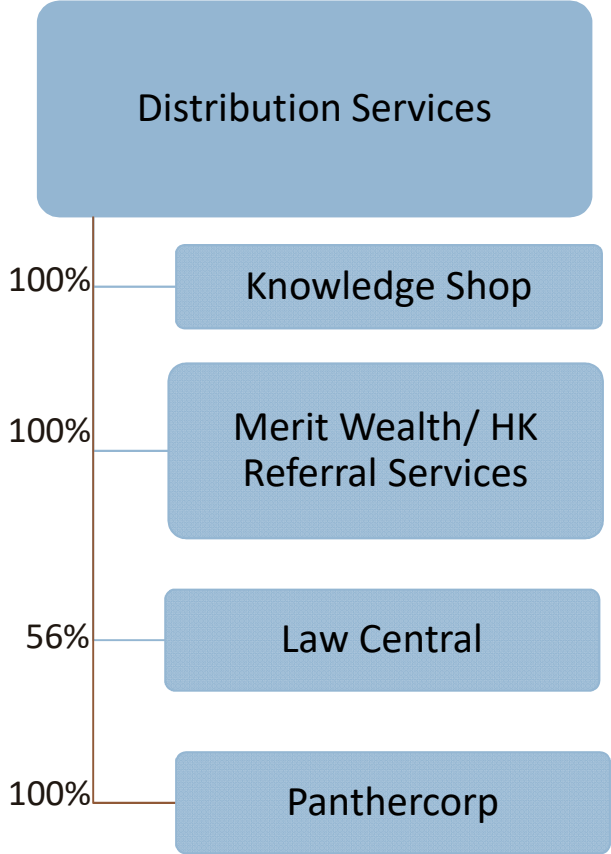 Distribution Services
100%
Knowledge Shop
100%
Merit Wealth/ HK
Referral Services
56%
Law Central
100%
Panthercorp